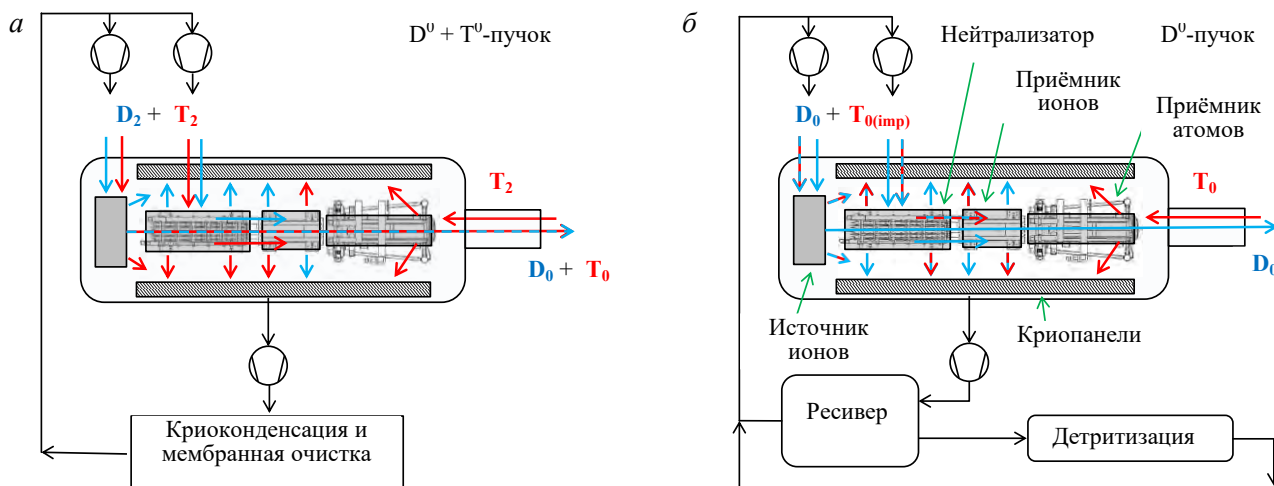 а
D⁰ + T⁰-пучок
D₂ + T₂
T₂
D₀ + T₀
Криоконденсация и
мембранная очистка
б
Нейтрализатор
D⁰-пучок
Приёмник
ионов
Приёмник
атомов
D₀ + T₀₍imp₎
T₀
D₀
Источник
ионов
Криопанели
Ресивер
Детритизация